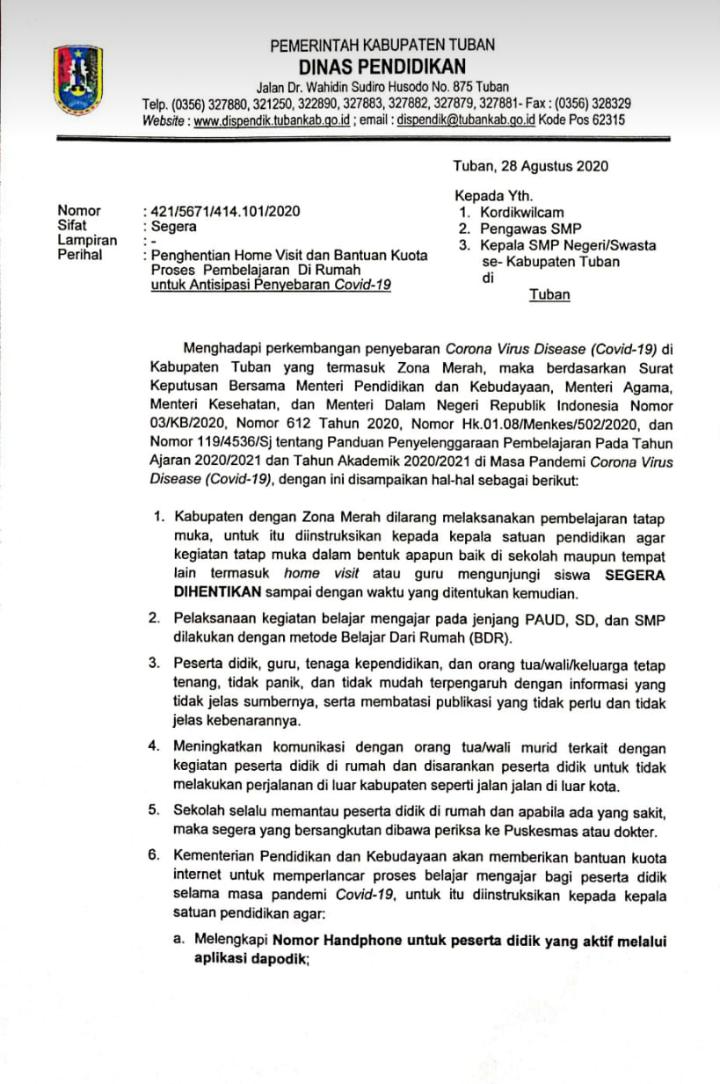 PEMERINTAH KABUPATEN TUBAN
DINAS PENDIDIKAN
Jalan Dr. Wahidin Sudiro Husodo No. 875 Tuban
Telp. (0356) 327880, 321250, 322890, 327883, 327882, 327879, 327881- Fax : (0356) 328329
Website : www.dispendik.tubankab.go.id ; email : dispendik@tubankab.go.id Kode Pos 62315
Tuban, 28 Agustus 2020
Nomor : 421/5671/414.101/2020
Sifat : Segera
Lampiran : -
Perihal : Penghentian Home Visit dan Bantuan Kuota
Proses Pembelajaran Di Rumah
untuk Antisipasi Penyebaran Covid-19
Kepada Yth.
1. Kordikwilcam
2. Pengawas SMP
3. Kepala SMP Negeri/Swasta
se- Kabupaten Tuban
di
Tuban
Menghadapi perkembangan penyebaran Corona Virus Disease (Covid-19) di
Kabupaten Tuban yang termasuk Zona Merah, maka berdasarkan Surat
Keputusan Bersama Menteri Pendidikan dan Kebudayaan, Menteri Agama,
Menteri Kesehatan, dan Menteri Dalam Negeri Republik Indonesia Nomor
03/KB/2020, Nomor 612 Tahun 2020, Nomor Hk.01.08/Menkes/502/2020, dan
Nomor 119/4536/Sj tentang Panduan Penyelenggaraan Pembelajaran Pada Tahun
Ajaran 2020/2021 dan Tahun Akademik 2020/2021 di Masa Pandemi Corona Virus
Disease (Covid-19), dengan ini disampaikan hal-hal sebagai berikut:
1. Kabupaten dengan Zona Merah dilarang melaksanakan pembelajaran tatap
muka, untuk itu diinstruksikan kepada kepala satuan pendidikan agar
kegiatan tatap muka dalam bentuk apapun baik di sekolah maupun tempat
lain termasuk home visit atau guru mengunjungi siswa SEGERA
DIHENTIKAN sampai dengan waktu yang ditentukan kemudian.
2. Pelaksanaan kegiatan belajar mengajar pada jenjang PAUD, SD, dan SMP
dilakukan dengan metode Belajar Dari Rumah (BDR).
3. Peserta didik, guru, tenaga kependidikan, dan orang tua/wali/keluarga tetap
tenang, tidak panik, dan tidak mudah terpengaruh dengan informasi yang
tidak jelas sumbernya, serta membatasi publikasi yang tidak perlu dan tidak
jelas kebenarannya.
4. Meningkatkan komunikasi dengan orang tua/wali murid terkait dengan
kegiatan peserta didik di rumah dan disarankan peserta didik untuk tidak
melakukan perjalanan di luar kabupaten seperti jalan jalan di luar kota.
5. Sekolah selalu memantau peserta didik di rumah dan apabila ada yang sakit,
maka segera yang bersangkutan dibawa periksa ke Puskesmas atau dokter.
6. Kementerian Pendidikan dan Kebudayaan akan memberikan bantuan kuota
internet untuk memperlancar proses belajar mengajar bagi peserta didik
selama masa pandemi Covid-19, untuk itu diinstruksikan kepada kepala
satuan pendidikan agar:
a. Melengkapi Nomor Handphone untuk peserta didik yang aktif melalui
aplikasi dapodik;